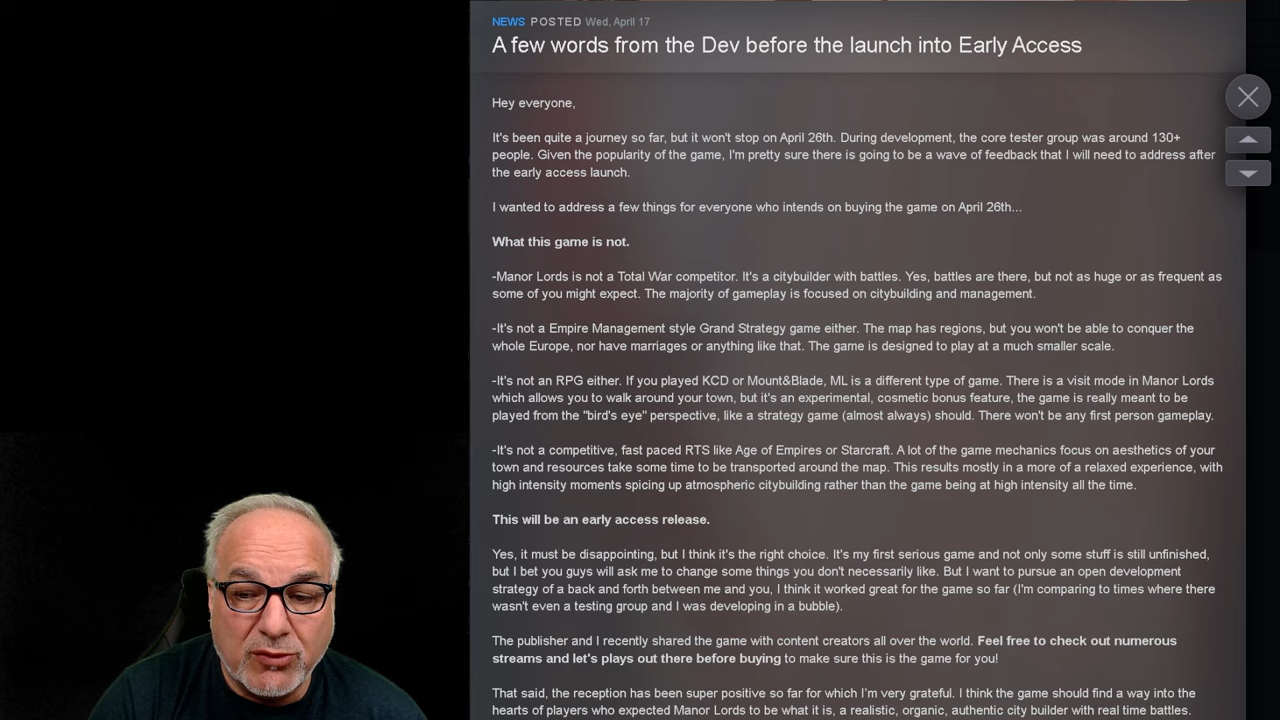 NEWS POSTED Wed, April 17
A few words from the Dev before the launch into Early Access
Hey everyone,
It's been quite a journey so far, but it won't stop on April 26th. During development, the core tester group was around 130+
people. Given the popularity of the game, I'm pretty sure there is going to be a wave of feedback that I will need to address after
the early access launch.
I wanted to address a few things for everyone who intends on buying the game on April 26th...
What this game is not.
-Manor Lords is not a Total War competitor. It's a citybuilder with battles. Yes, battles are there, but not as huge or as frequent as
some of you might expect. The majority of gameplay is focused on citybuilding and management.
-It's not a Empire Management style Grand Strategy game either. The map has regions, but you won't be able to conquer the
whole Europe, nor have marriages or anything like that. The game is designed to play at a much smaller scale.
-It's not an RPG either. If you played KCD or Mount&Blade, ML is a different type of game. There is a visit mode in Manor Lords
which allows you to walk around your town, but it's an experimental, cosmetic bonus feature, the game is really meant to be
played from the "bird's eye" perspective, like a strategy game (almost always) should. There won't be any first person gameplay.
-It's not a competitive, fast paced RTS like Age of Empires or Starcraft. A lot of the game mechanics focus on aesthetics of your
town and resources take some time to be transported around the map. This results mostly in a more of a relaxed experience, with
high intensity moments spicing up atmospheric citybuilding rather than the game being at high intensity all the time.
This will be an early access release.
Yes, it must be disappointing, but I think it's the right choice. It's my first serious game and not only some stuff is still unfinished,
but I bet you guys will ask me to change some things you don't necessarily like. But I want to pursue an open development
strategy of a back and forth between me and you, I think it worked great for the game so far (I'm comparing to times where there
wasn't even a testing group and I was developing in a bubble).
The publisher and I recently shared the game with content creators all over the world. Feel free to check out numerous
streams and let's plays out there before buying to make sure this is the game for you!
That said, the reception has been super positive so far for which I'm very grateful. I think the game should find a way into the
hearts of players who expected Manor Lords to be what it is, a realistic, organic, authentic city builder with real time battles.